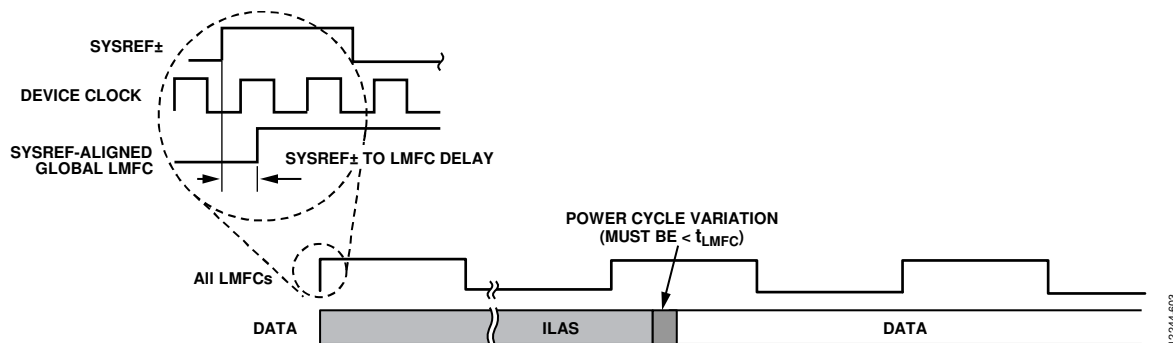 SYSREF±
DEVICE CLOCK
SYSREF-ALIGNED
GLOBAL LMFC
SYSREF± TO LMFC DELAY
POWER CYCLE VARIATION
(MUST BE < tLMFC)
All LMFCs
DATA
ILAS
DATA